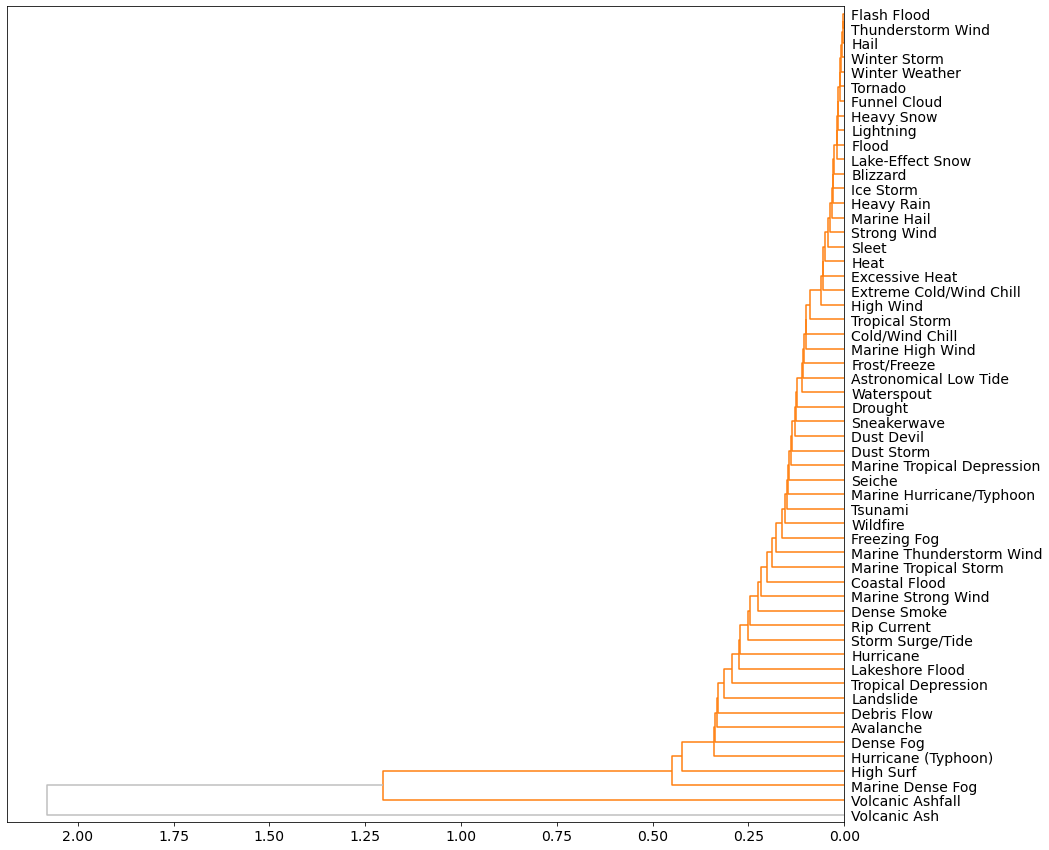 Flash Flood
Thunderstorm Wind
Hail
Winter Storm
Winter Weather
Tornado
Funnel Cloud
Heavy Snow
Lightning
Flood
Lake-Effect Snow
Blizzard
Ice Storm
Heavy Rain
Marine Hail
Strong Wind
Sleet
Heat
Excessive Heat
Extreme Cold/Wind Chill
High Wind
Tropical Storm
Cold/Wind Chill
Marine High Wind
Frost/Freeze
Astronomical Low Tide
Waterspout
Drought
Sneakerwave
Dust Devil
Dust Storm
Marine Tropical Depression
Seiche
Marine Hurricane/Typhoon
Tsunami
Wildfire
Freezing Fog
Marine Thunderstorm Wind
Marine Tropical Storm
Coastal Flood
Marine Strong Wind
Dense Smoke
Rip Current
Storm Surge/Tide
Hurricane
Lakeshore Flood
Tropical Depression
Landslide
Debris Flow
Avalanche
Dense Fog
Hurricane (Typhoon)
High Surf
Marine Dense Fog
Volcanic Ashfall
Volcanic Ash
2.00 1.75 1.50 1.25 1.00 0.75 0.50 0.25 0.00